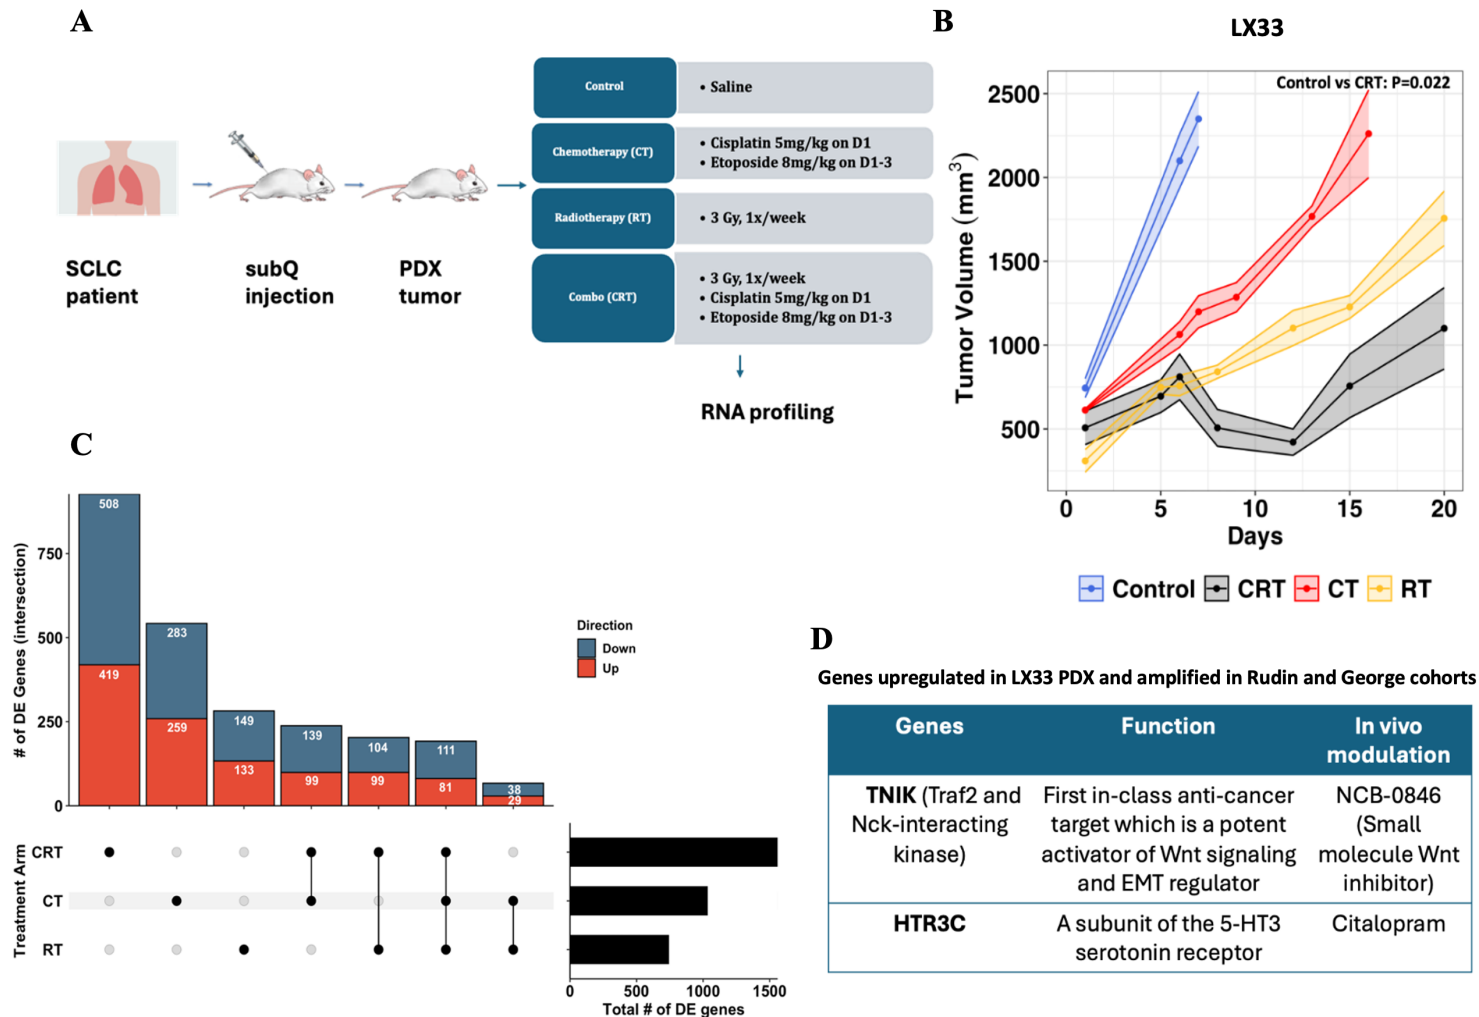 A
SCLC
patient
subQ
injection
PDX
tumor
Control
• Saline
Chemotherapy (CT)
• Cisplatin 5mg/kg on D1
• Etoposide 8mg/kg on D1-3
Radiotherapy (RT)
• 3 Gy, 1x/week
Combo (CRT)
• 3 Gy, 1x/week
• Cisplatin 5mg/kg on D1
• Etoposide 8mg/kg on D1-3
RNA profiling
B
LX33
Control vs CRT: P=0.022
Tumor Volume (mm³)
2500
2000
1500
1000
500
0 5 10 15 20
Days
Control CRT CT RT
C
# of DE Genes (intersection)
750
500
250
0
508
419
283
259
149
133
139
99
104
99
111
81
38
29
Direction
Down
Up
Treatment Arm
CRT
CT
RT
0 500 1000 1500
Total # of DE genes
D
Genes upregulated in LX33 PDX and amplified in Rudin and George cohorts
Genes
Function
In vivo
modulation
TNIK (Traf2 and
Nck-interacting
kinase)
First in-class anti-cancer
target which is a potent
activator of Wnt signaling
and EMT regulator
NCB-0846
(Small
molecule Wnt
inhibitor)
HTR3C
A subunit of the 5-HT3
serotonin receptor
Citalopram